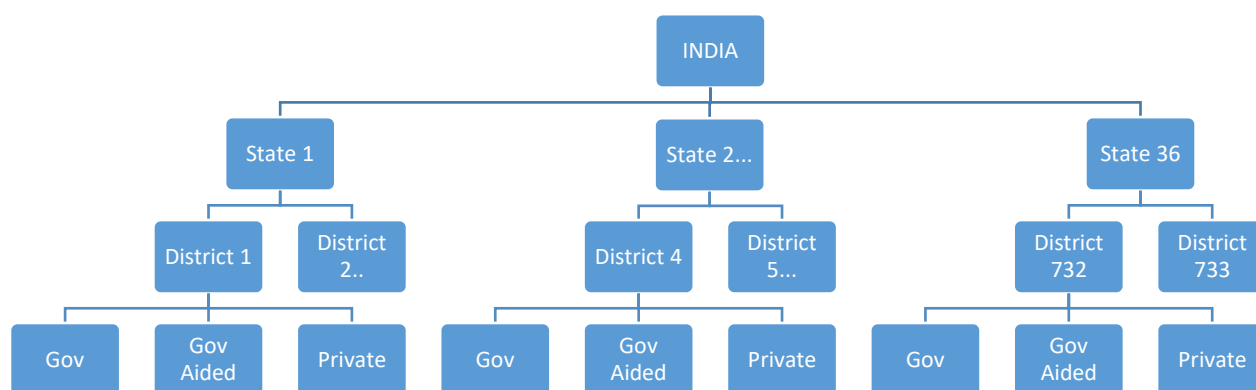 INDIA
State 1
State 2...
State 36
District 1
District
2..
District 4
District
5...
District
732
District
733
Gov
Gov
Aided
Private
Gov
Gov
Aided
Private
Gov
Gov
Aided
Private